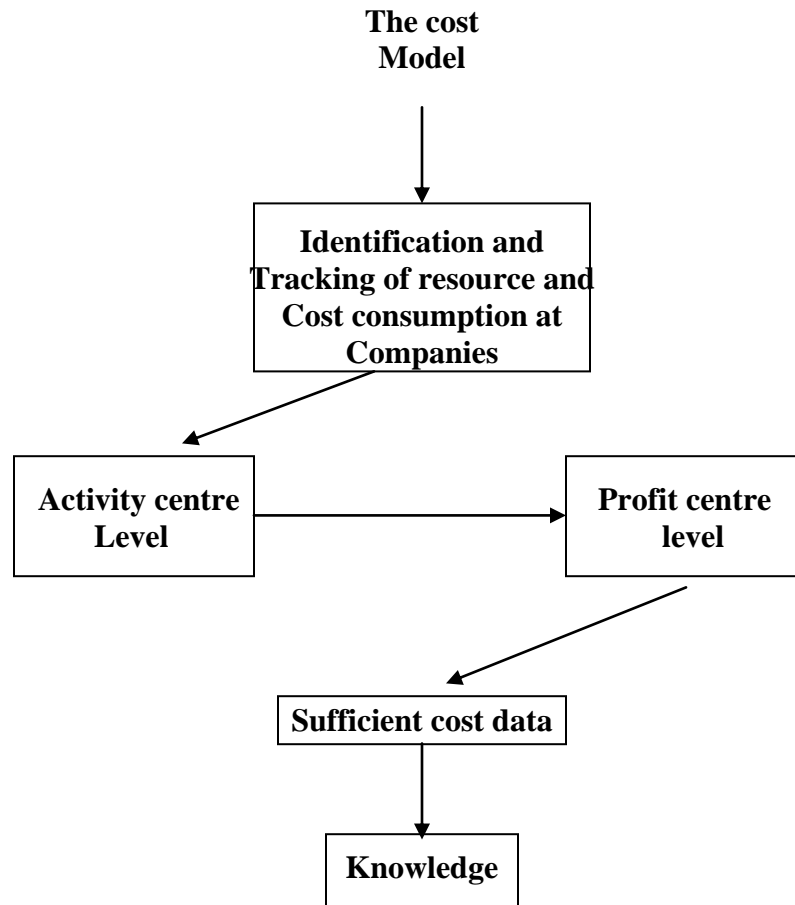 The cost
Model
Identification and
Tracking of resource and
Cost consumption at
Companies
Activity centre
Level
Profit centre
level
Sufficient cost data
Knowledge